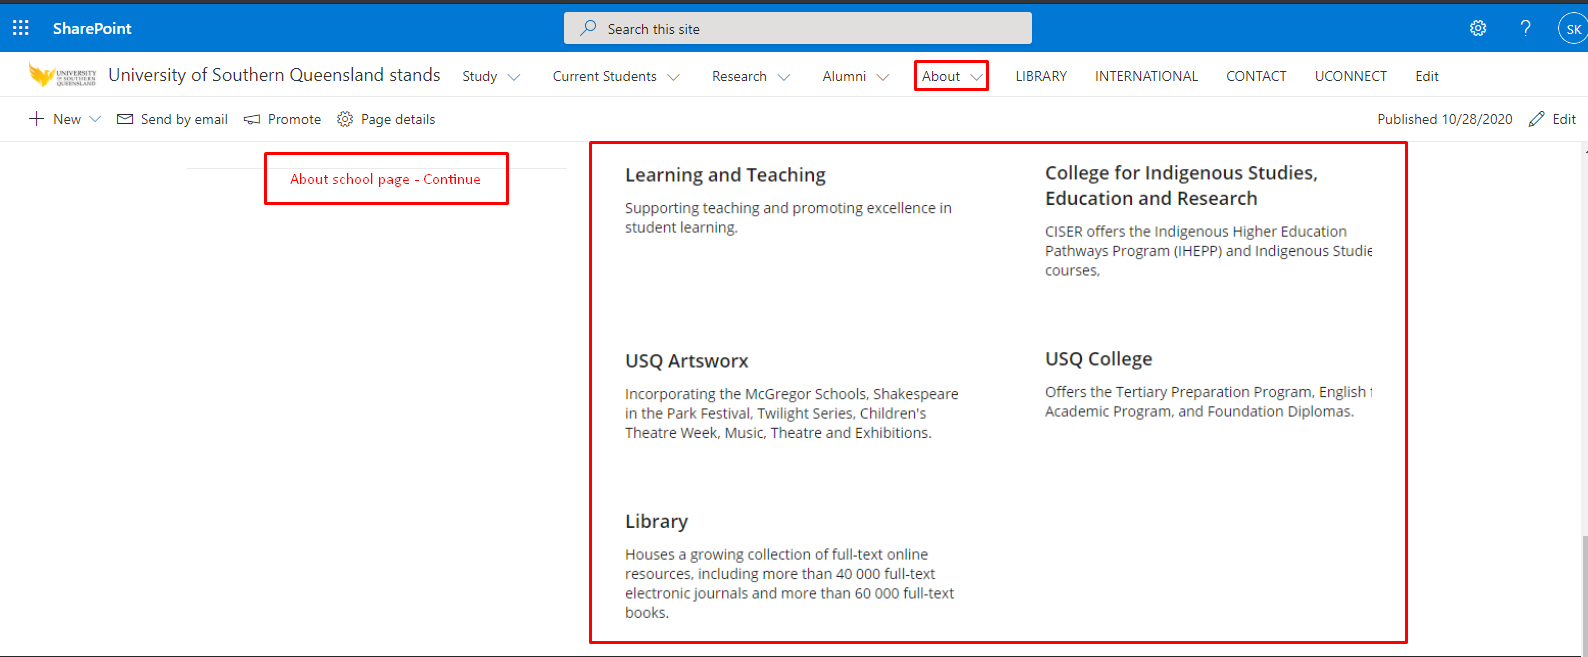 SharePoint
Search this site
?
SK
UNIVERSITY
OF SOUTHERN
QUEENSLAND
University of Southern Queensland stands
Study
Current Students
Research
Alumni
About
LIBRARY
INTERNATIONAL
CONTACT
UCONNECT
Edit
New
Send by email
Promote
Page details
Published 10/28/2020
Edit
About school page - Continue
Learning and Teaching
Supporting teaching and promoting excellence in
student learning.
College for Indigenous Studies,
Education and Research
CISER offers the Indigenous Higher Education
Pathways Program (IHEPP) and Indigenous Studie
courses,
USQ Artsworx
Incorporating the McGregor Schools, Shakespeare
in the Park Festival, Twilight Series, Children's
Theatre Week, Music, Theatre and Exhibitions.
USQ College
Offers the Tertiary Preparation Program, English f
Academic Program, and Foundation Diplomas.
Library
Houses a growing collection of full-text online
resources, including more than 40 000 full-text
electronic journals and more than 60 000 full-text
books.